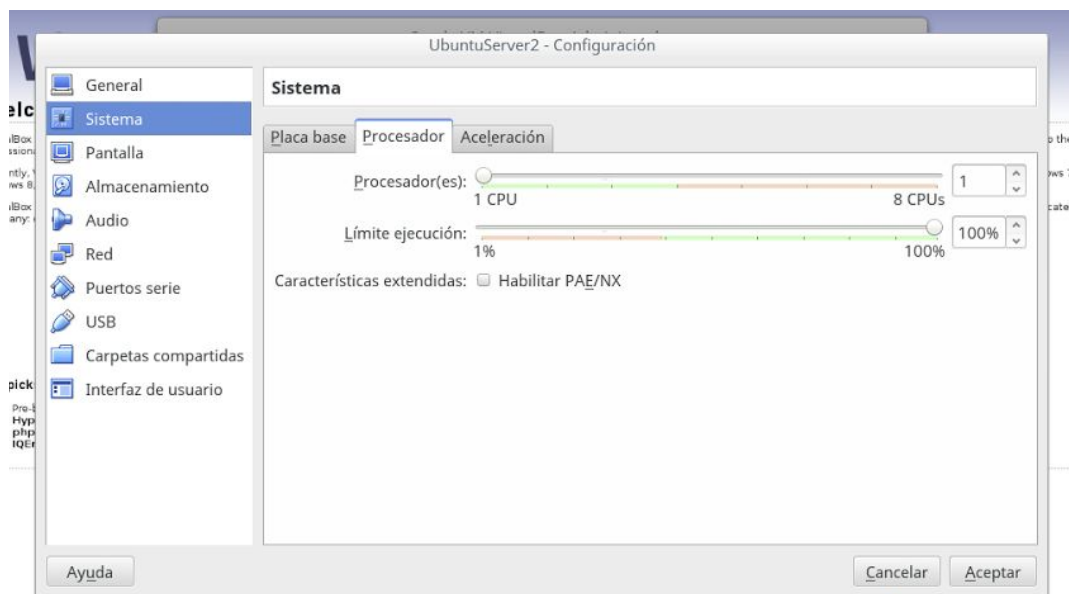 UbuntuServer2 - Configuración
General
Sistema
Pantalla
Almacenamiento
Audio
Red
Puertos serie
USB
Carpetas compartidas
Interfaz de usuario
Sistema
Placa base Procesador Aceleración
Procesador(es): 1
1 CPU 8 CPUs
Límite ejecución: 100%
1% 100%
Características extendidas: Habilitar PAE/NX
Ayuda Cancelar Aceptar